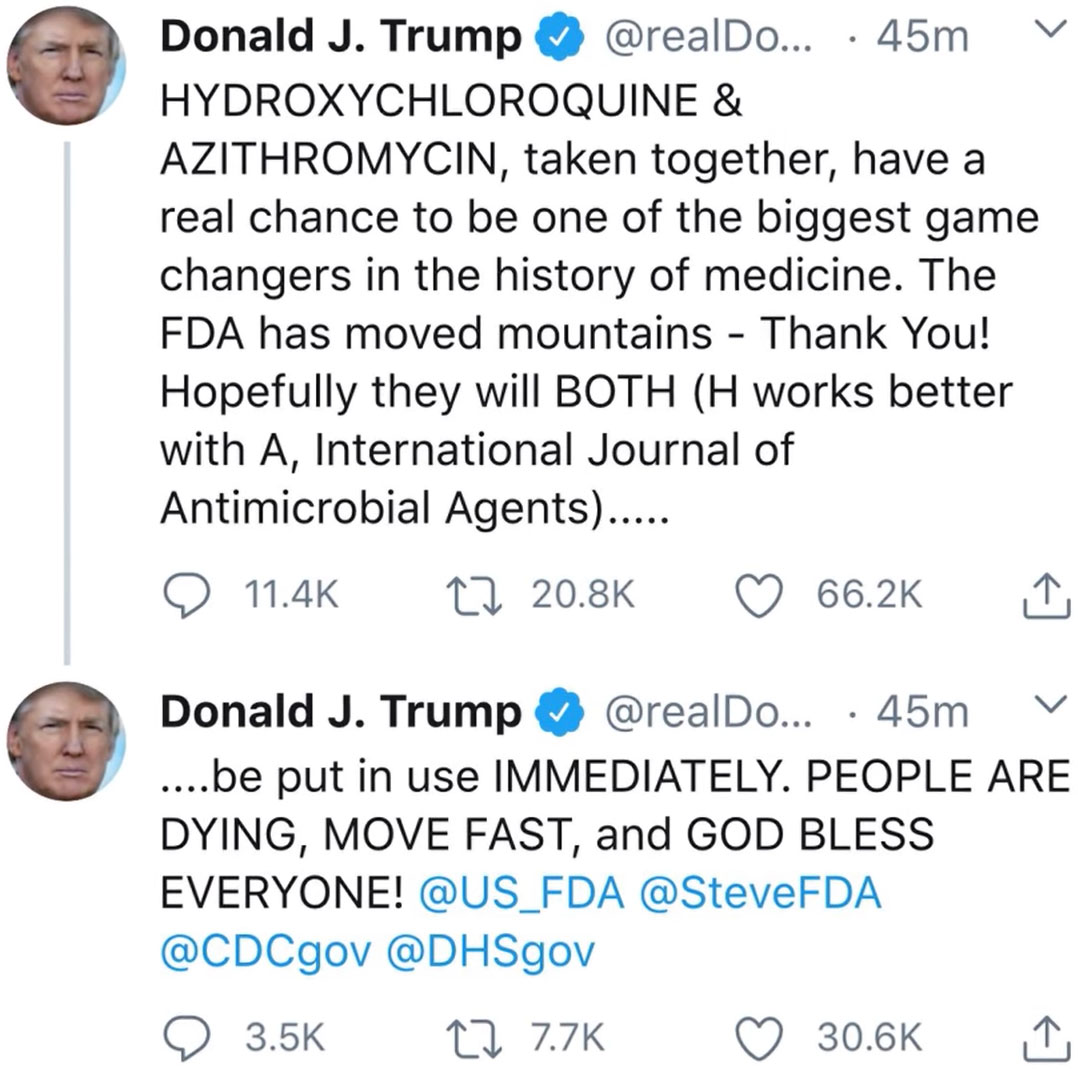 Donald J. Trump @realDo... · 45m
HYDROXYCHLOROQUINE &
AZITHROMYCIN, taken together, have a
real chance to be one of the biggest game
changers in the history of medicine. The
FDA has moved mountains - Thank You!
Hopefully they will BOTH (H works better
with A, International Journal of
Antimicrobial Agents).....
11.4K 20.8K 66.2K
Donald J. Trump @realDo... · 45m
....be put in use IMMEDIATELY. PEOPLE ARE
DYING, MOVE FAST, and GOD BLESS
EVERYONE! @US_FDA @SteveFDA
@CDCgov @DHSgov
3.5K 7.7K 30.6K